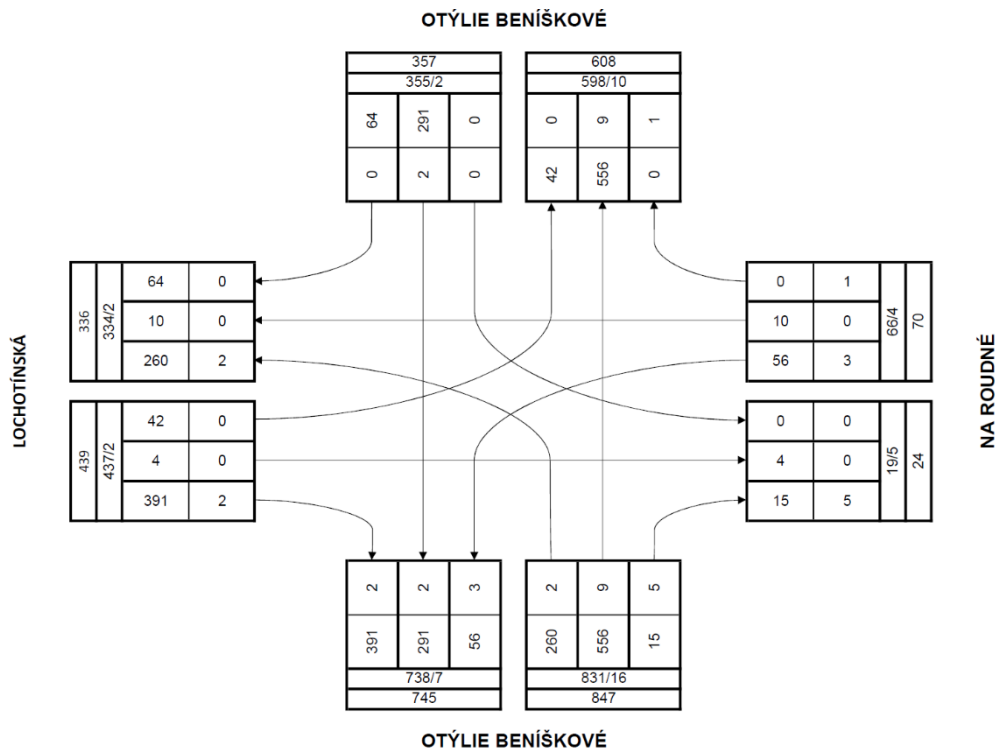 OTÝLIE BENÍŠKOVÉ
357
355/2
64 291 0
0 2 0
608
598/10
0 9 1
42 556 0
LOCHOTÍNSKÁ
336
334/2
64 0
10 0
260 2
439
437/2
42 0
4 0
391 2
0 1
10 0
56 3
66/4
70
0 0
4 0
15 5
19/5
24
NA ROUDNÉ
2 2 3
391 291 56
738/7
745
2 9 5
260 556 15
831/16
847
OTÝLIE BENÍŠKOVÉ